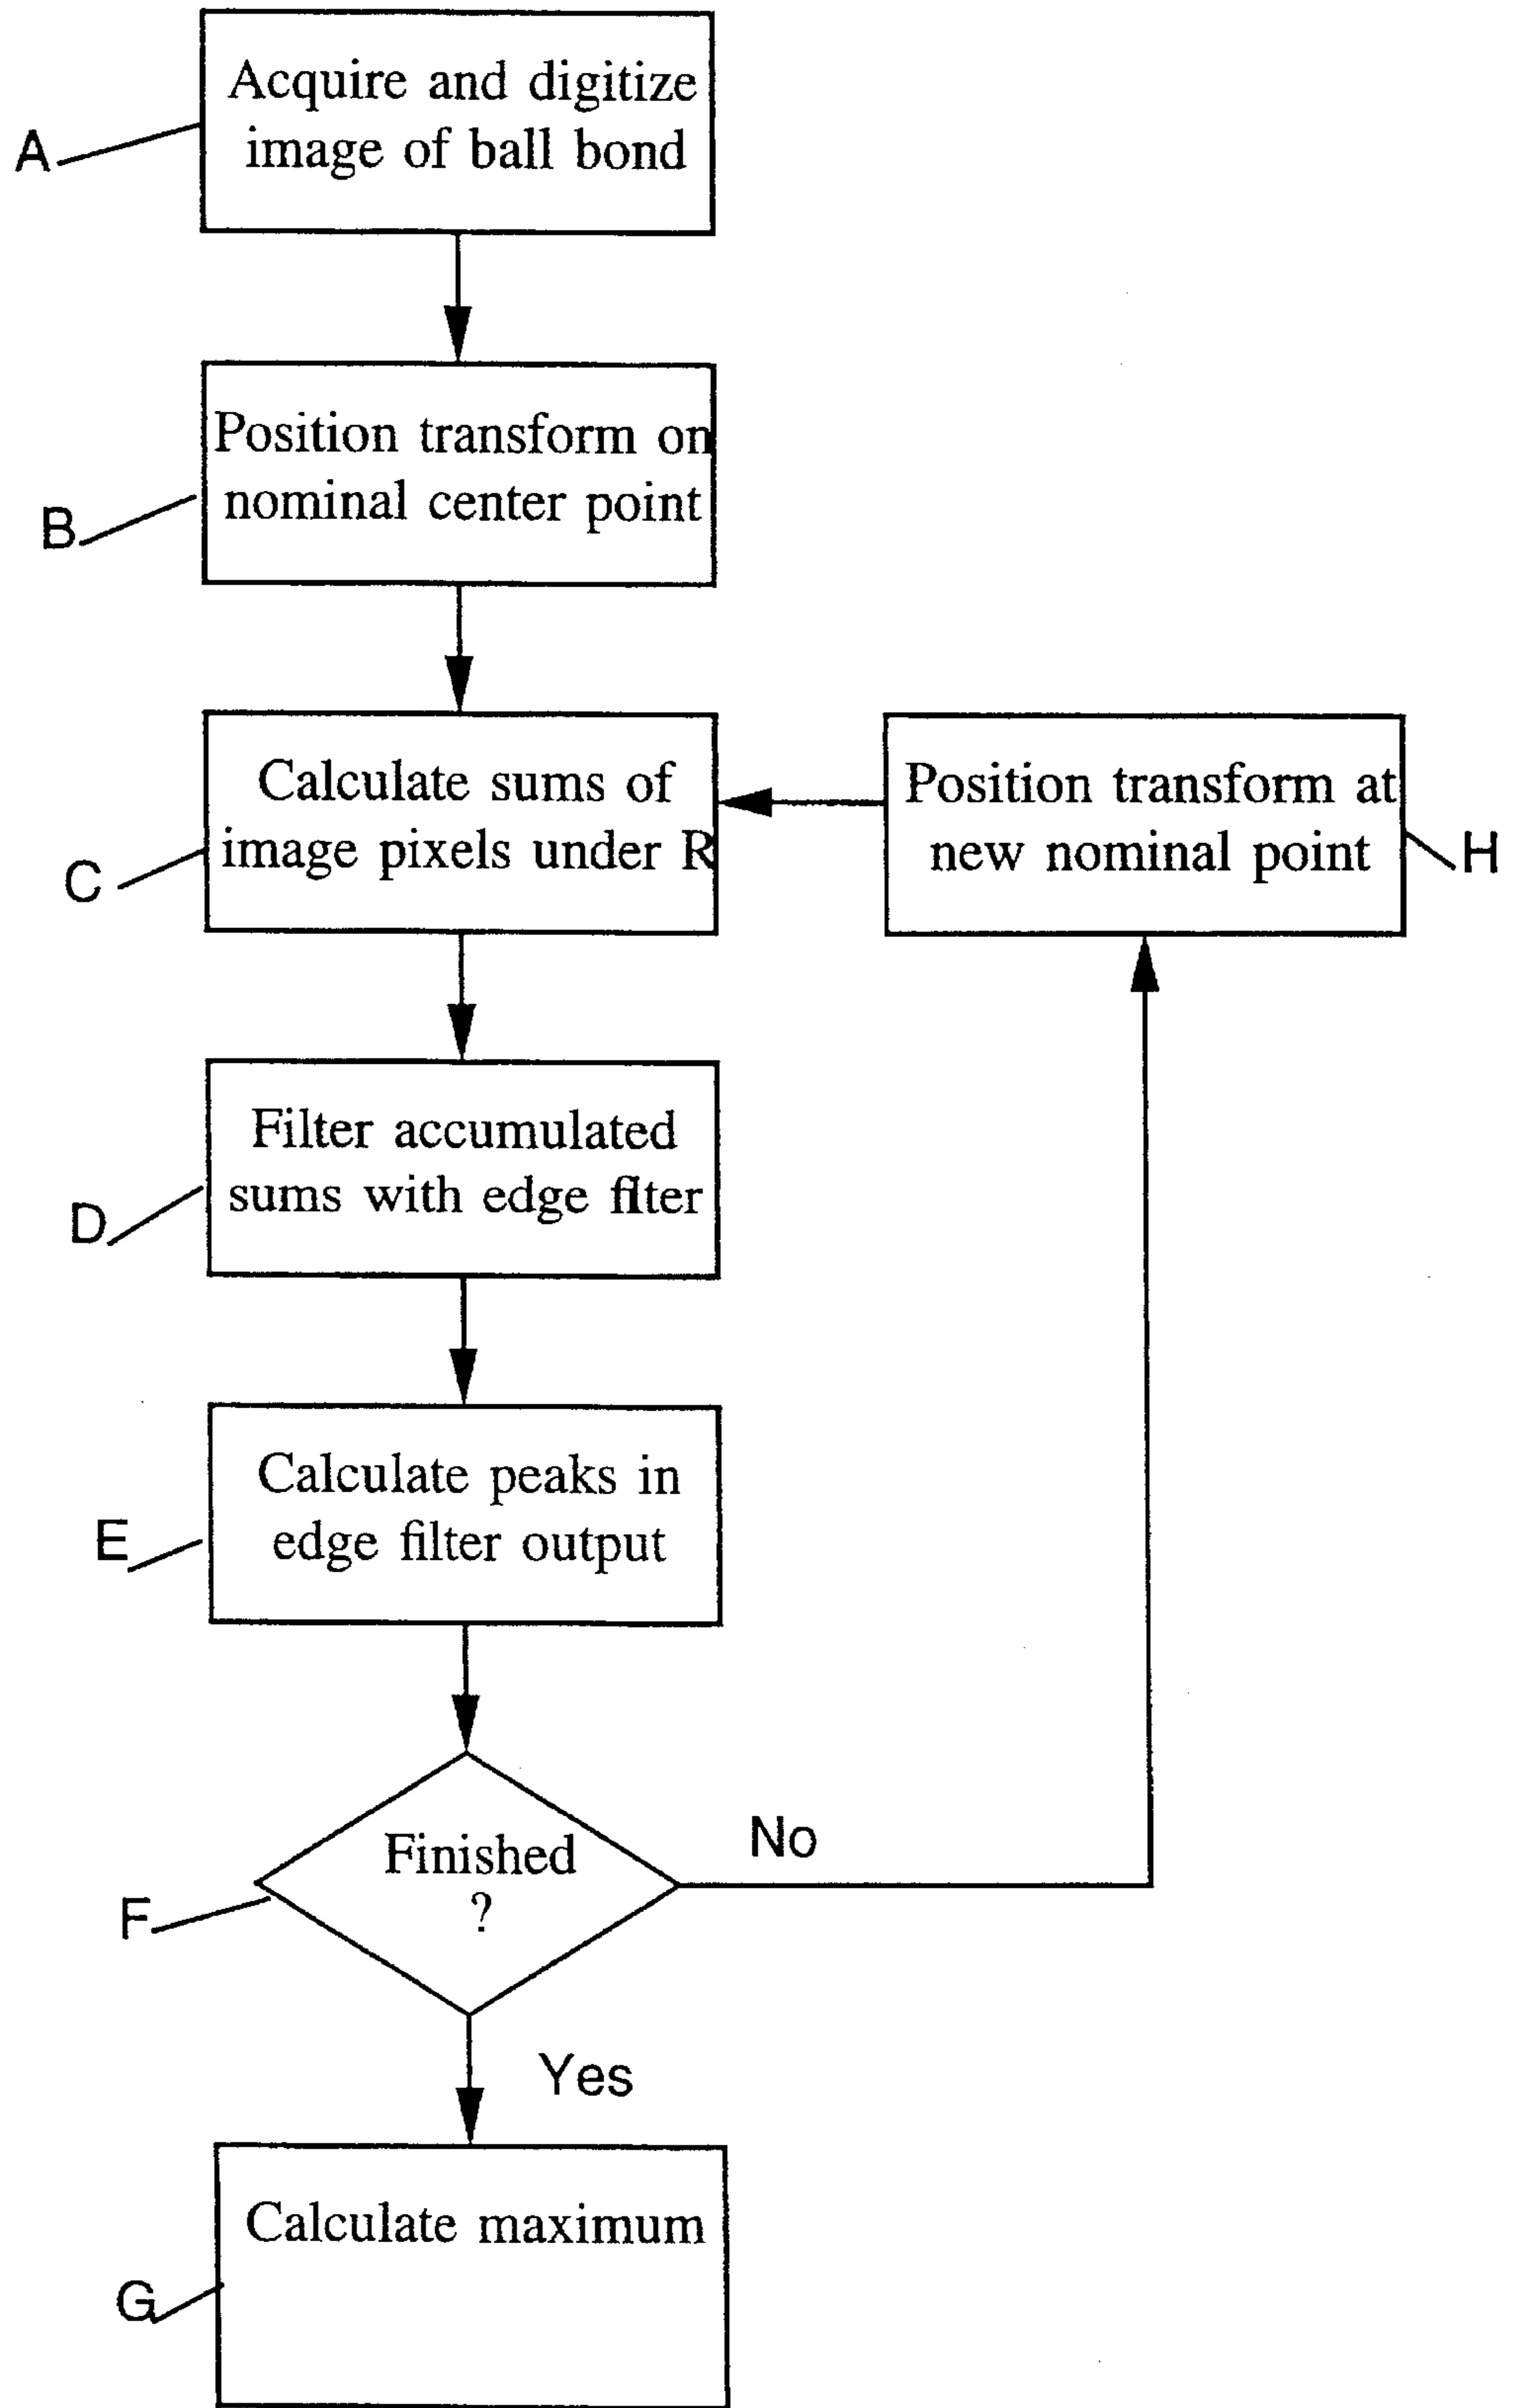 Acquire and digitize
image of ball bond
A
Position transform on
nominal center point
B
Calculate sums of
image pixels under R
C
Position transform at
new nominal point
H
Filter accumulated
sums with edge filter
D
Calculate peaks in
edge filter output
E
Finished
?
No
F
Yes
Calculate maximum
G